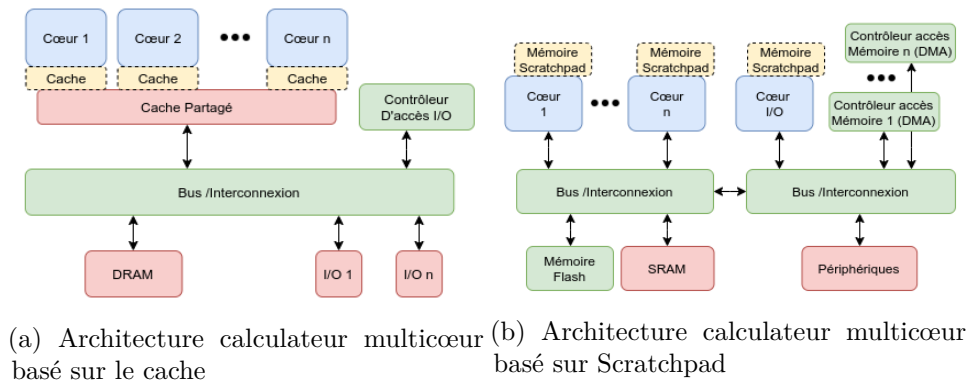 Cœur 1
Cœur 2
•••
Cœur n
Cache
Cache
Cache
Cache Partagé
Contrôleur
D'accès I/O
Bus /Interconnexion
DRAM
I/O 1
I/O n
(a) Architecture calculateur multicœur
basé sur le cache
Mémoire
Scratchpad
Mémoire
Scratchpad
Mémoire
Scratchpad
Cœur
1
•••
Cœur
n
Cœur
I/O
Contrôleur accès
Mémoire n (DMA)
•••
Contrôleur accès
Mémoire 1 (DMA)
Bus /Interconnexion
Bus /Interconnexion
Mémoire
Flash
SRAM
Périphériques
(b) Architecture calculateur multicœur
basé sur Scratchpad